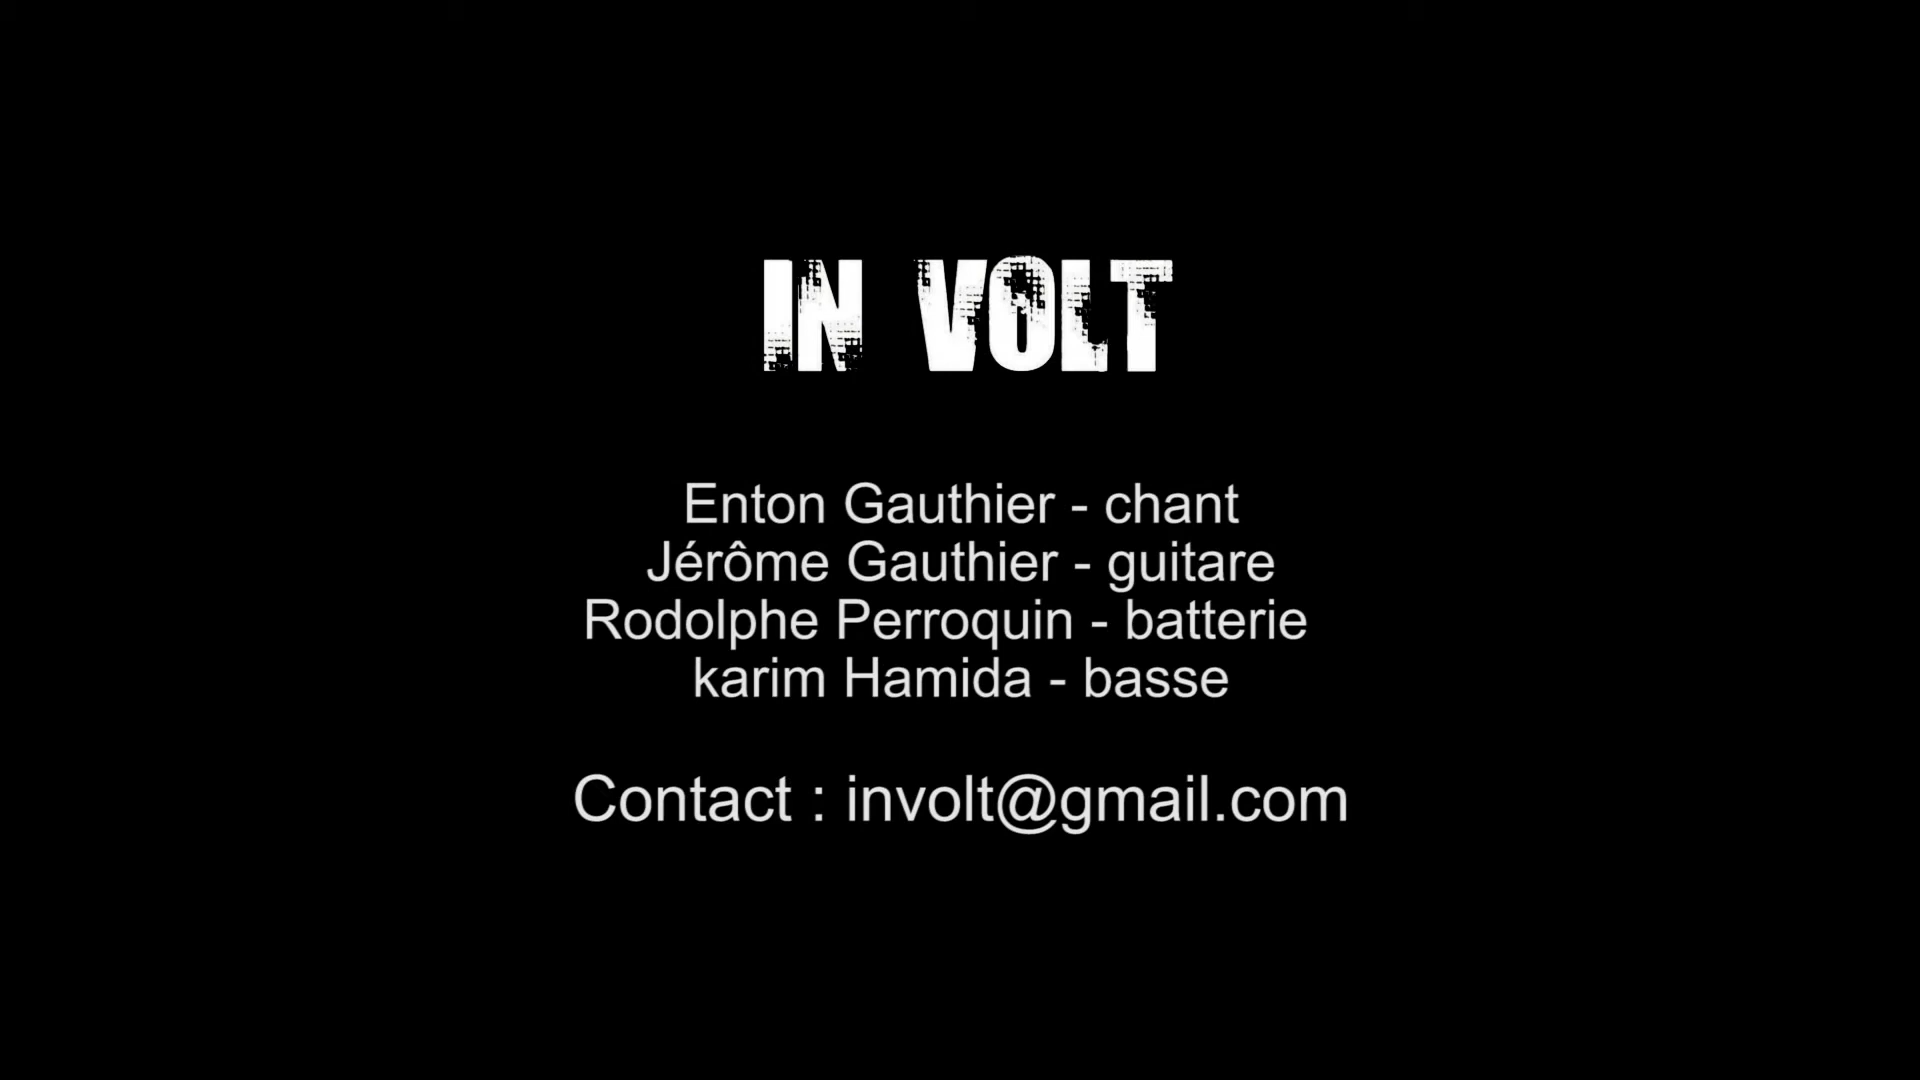 IN VOLT
Enton Gauthier - chant
Jérôme Gauthier - guitare
Rodolphe Perroquin - batterie
karim Hamida - basse
Contact : involt@gmail.com